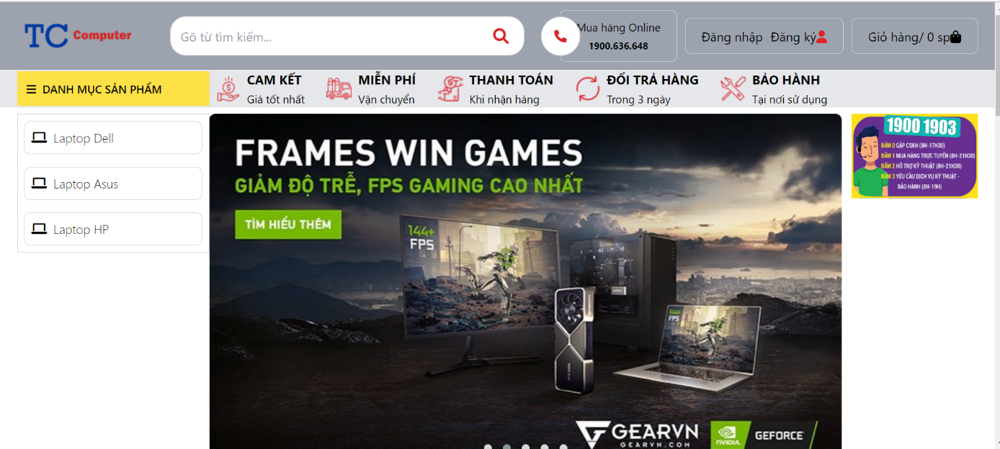 TC Computer
Gõ từ tìm kiếm...
Mua hàng Online
1900.636.648
Đăng nhập Đăng ký
Giỏ hàng/ 0 sp
DANH MỤC SẢN PHẨM
CAM KẾT
Giá tốt nhất
MIỄN PHÍ
Vận chuyển
THANH TOÁN
Khi nhận hàng
ĐỔI TRẢ HÀNG
Trong 3 ngày
BẢO HÀNH
Tại nơi sử dụng
Laptop Dell
Laptop Asus
Laptop HP
FRAMES WIN GAMES
GIẢM ĐỘ TRỄ, FPS GAMING CAO NHẤT
TÌM HIỂU THÊM
144+
FPS
144+
FPS
GEARVN
GEARVN.COM
NVIDIA.
GEFORCE
1900 1903
BẤM 0 GẶP CSKH (8H-17H30)
BẤM 1 MUA HÀNG TRỰC TUYẾN (8H-21H30)
BẤM 2 HỖ TRỢ KỸ THUẬT (8H-21H30)
BẤM 3 YÊU CẦU DỊCH VỤ KỸ THUẬT -
BẢO HÀNH (8H-19H)